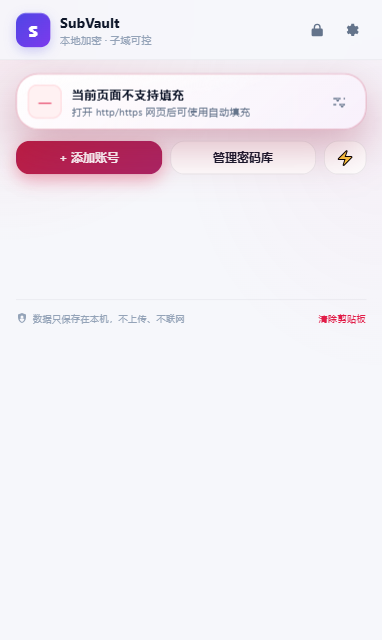 S
SubVault
本地加密 · 子域可控
当前页面不支持填充
打开 http/https 网页后可使用自动填充
+ 添加账号
管理密码库
数据只保存在本机，不上传、不联网
清除剪贴板